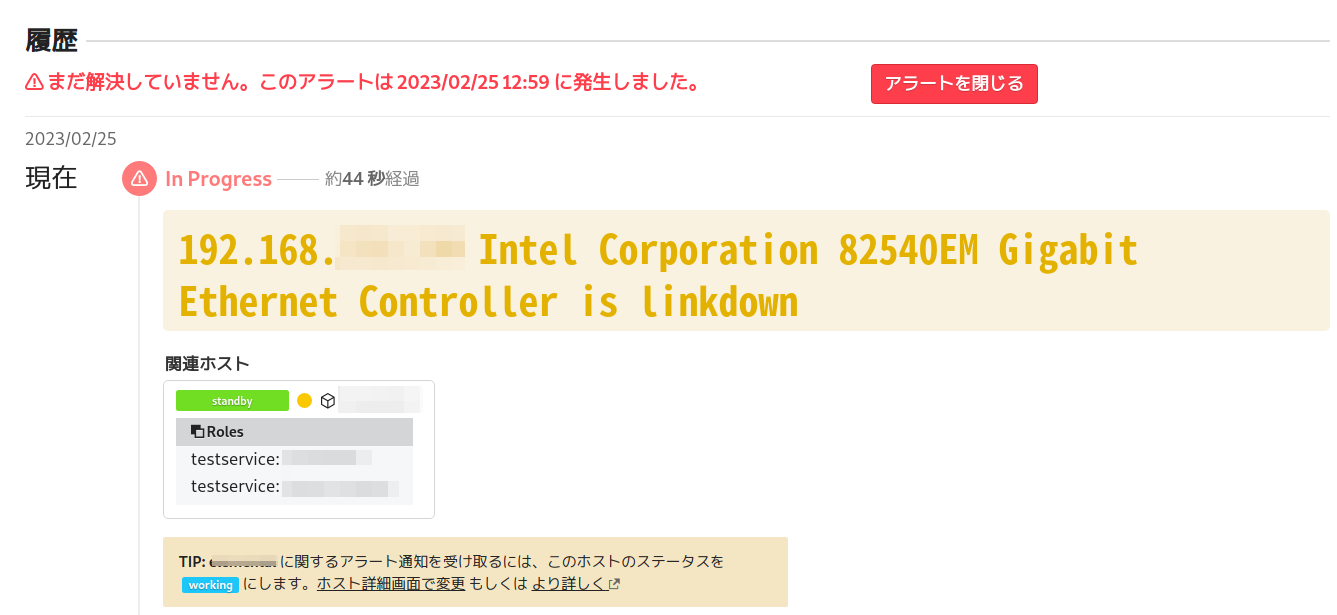 履歴
まだ解決していません。このアラートは 2023/02/25 12:59 に発生しました。
アラートを閉じる
2023/02/25
現在
In Progress
約44 秒経過
192.168. Intel Corporation 82540EM Gigabit
Ethernet Controller is linkdown
関連ホスト
standby
Roles
testservice:
testservice:
TIP: に関するアラート通知を受け取るには、このホストのステータスを
working にします。ホスト詳細画面で変更 もしくは より詳しく